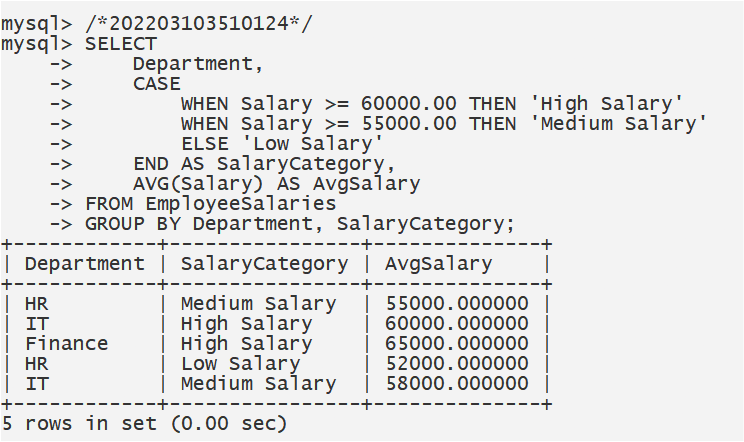 mysql> /*202203103510124*/
mysql> SELECT
    ->     Department,
    ->     CASE
    ->         WHEN Salary >= 60000.00 THEN 'High Salary'
    ->         WHEN Salary >= 55000.00 THEN 'Medium Salary'
    ->         ELSE 'Low Salary'
    ->     END AS SalaryCategory,
    ->     AVG(Salary) AS AvgSalary
    -> FROM EmployeeSalaries
    -> GROUP BY Department, SalaryCategory;
+------------+----------------+--------------+
| Department | SalaryCategory | AvgSalary    |
+------------+----------------+--------------+
| HR         | Medium Salary  | 55000.000000 |
| IT         | High Salary    | 60000.000000 |
| Finance    | High Salary    | 65000.000000 |
| HR         | Low Salary     | 52000.000000 |
| IT         | Medium Salary  | 58000.000000 |
+------------+----------------+--------------+
5 rows in set (0.00 sec)